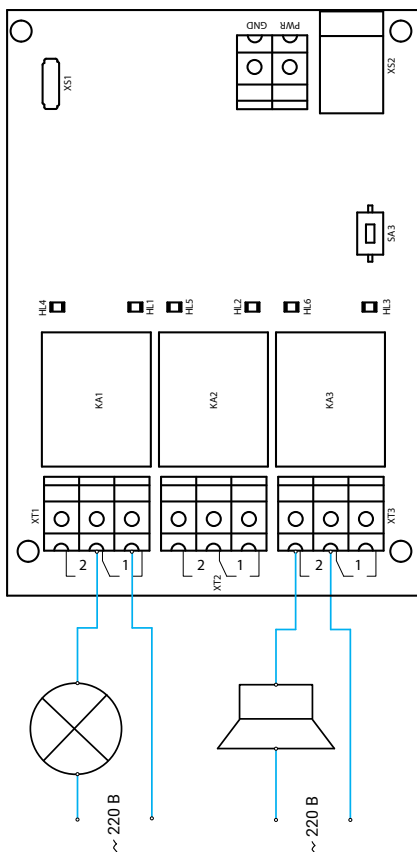 GND
PWR
XS1
XS2
SA3
HL4
HL1
HL5
HL2
HL6
HL3
KA1
KA2
KA3
XT1
XT3
2
1
2
1
2
1
XT2
~ 220 В
~ 220 В